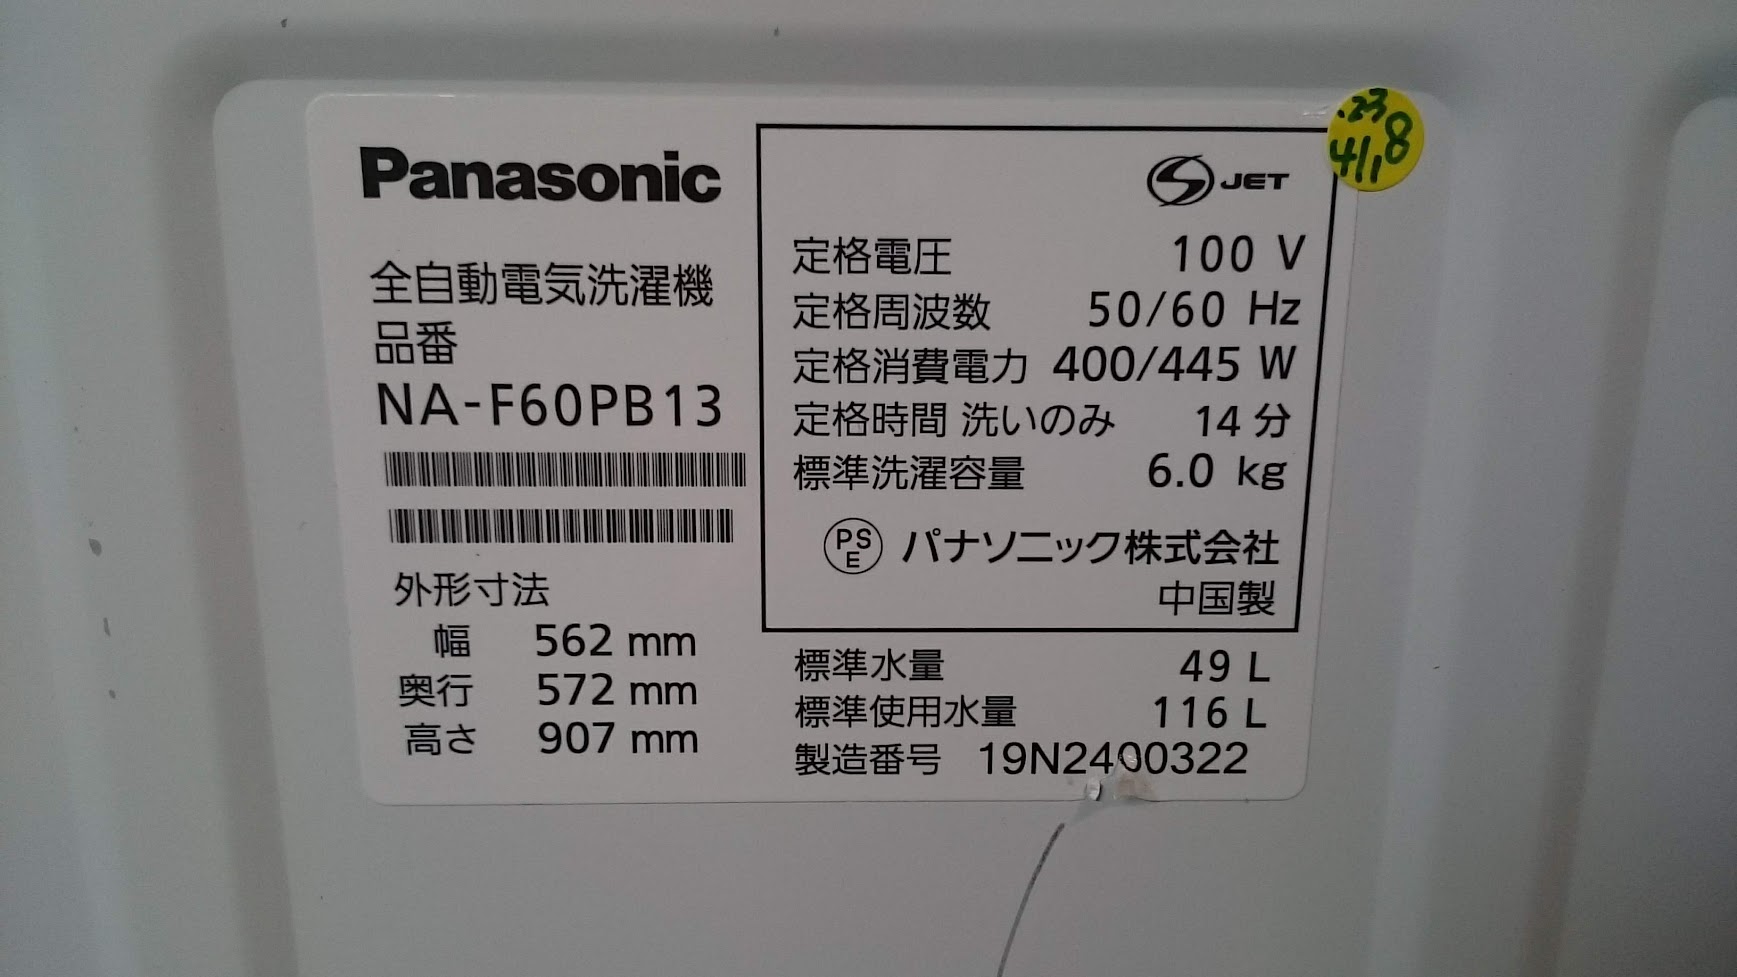 Panasonic
全自動電気洗濯機
品番
NA-F60PB13
外形寸法
幅 562 mm
奥行 572 mm
高さ 907 mm
S JET
定格電圧 100 V
定格周波数 50/60 Hz
定格消費電力 400/445 W
定格時間 洗いのみ 14 分
標準洗濯容量 6.0 kg
PS
E パナソニック株式会社
中国製
標準水量 49 L
標準使用水量 116 L
製造番号 19N2400322
.23
41,8